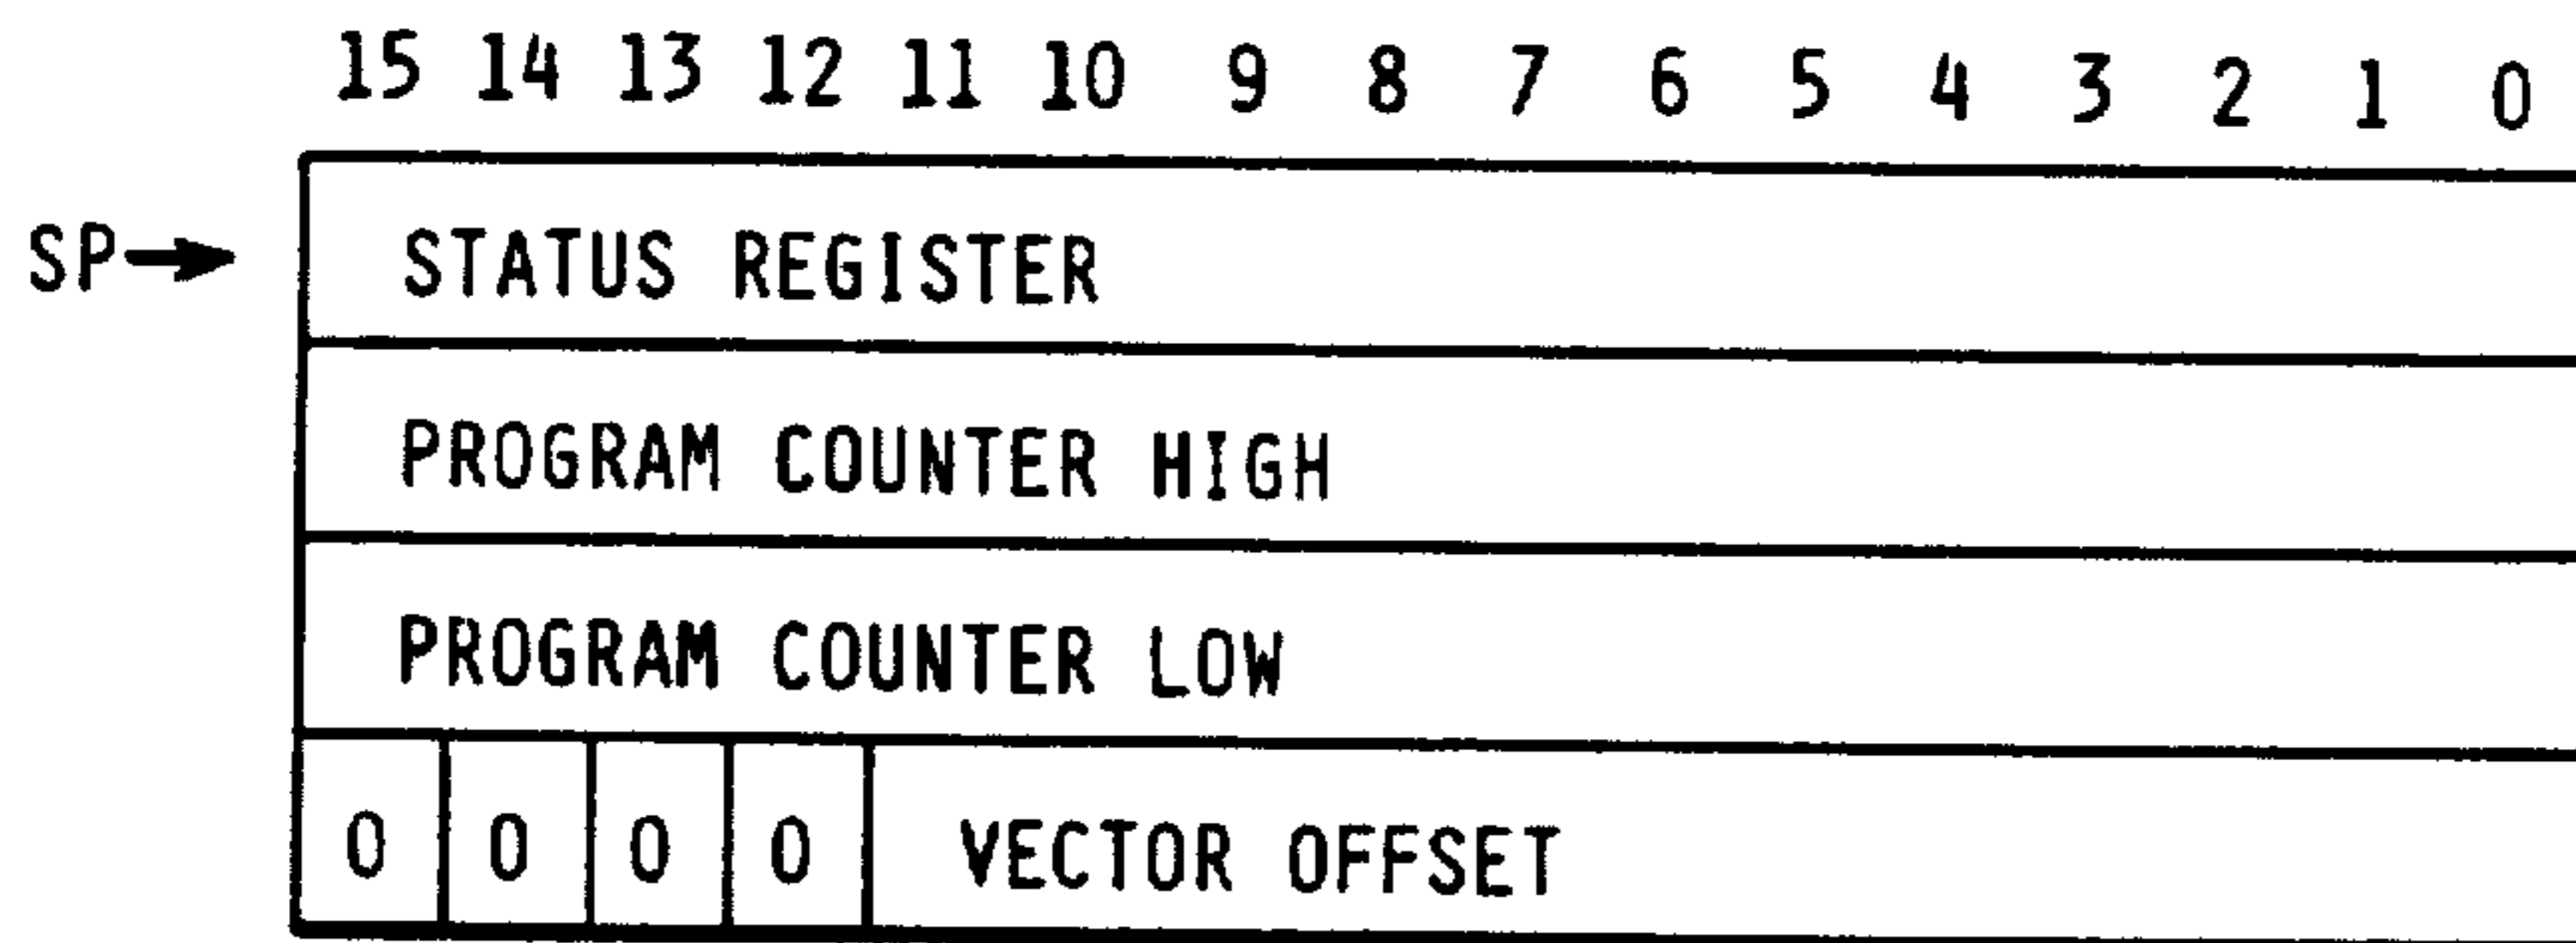 15 14 13 12 11 10 9 8 7 6 5 4 3 2 1 0
SP STATUS REGISTER
PROGRAM COUNTER HIGH
PROGRAM COUNTER LOW
0 0 0 0 VECTOR OFFSET